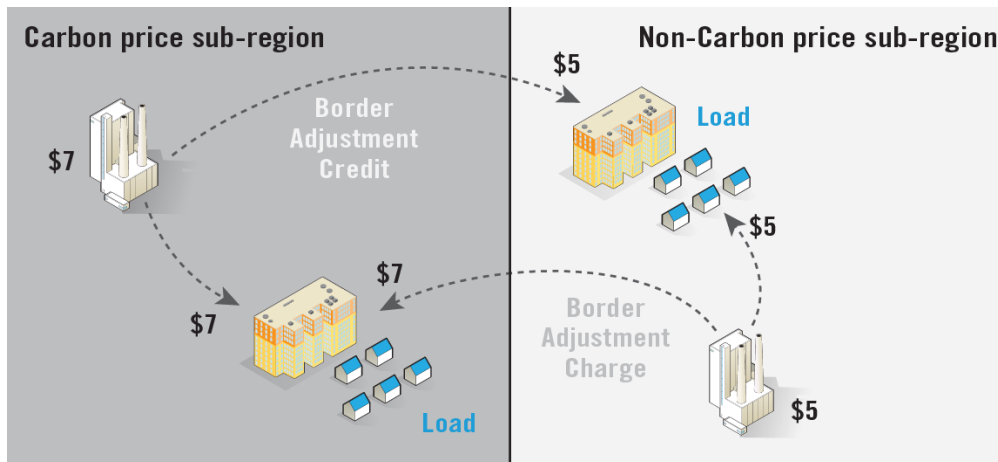 Carbon price sub-region
Non-Carbon price sub-region
$5
Border
Adjustment
Credit
Load
$7
$5
$7
$7
Border
Adjustment
Charge
$5
Load